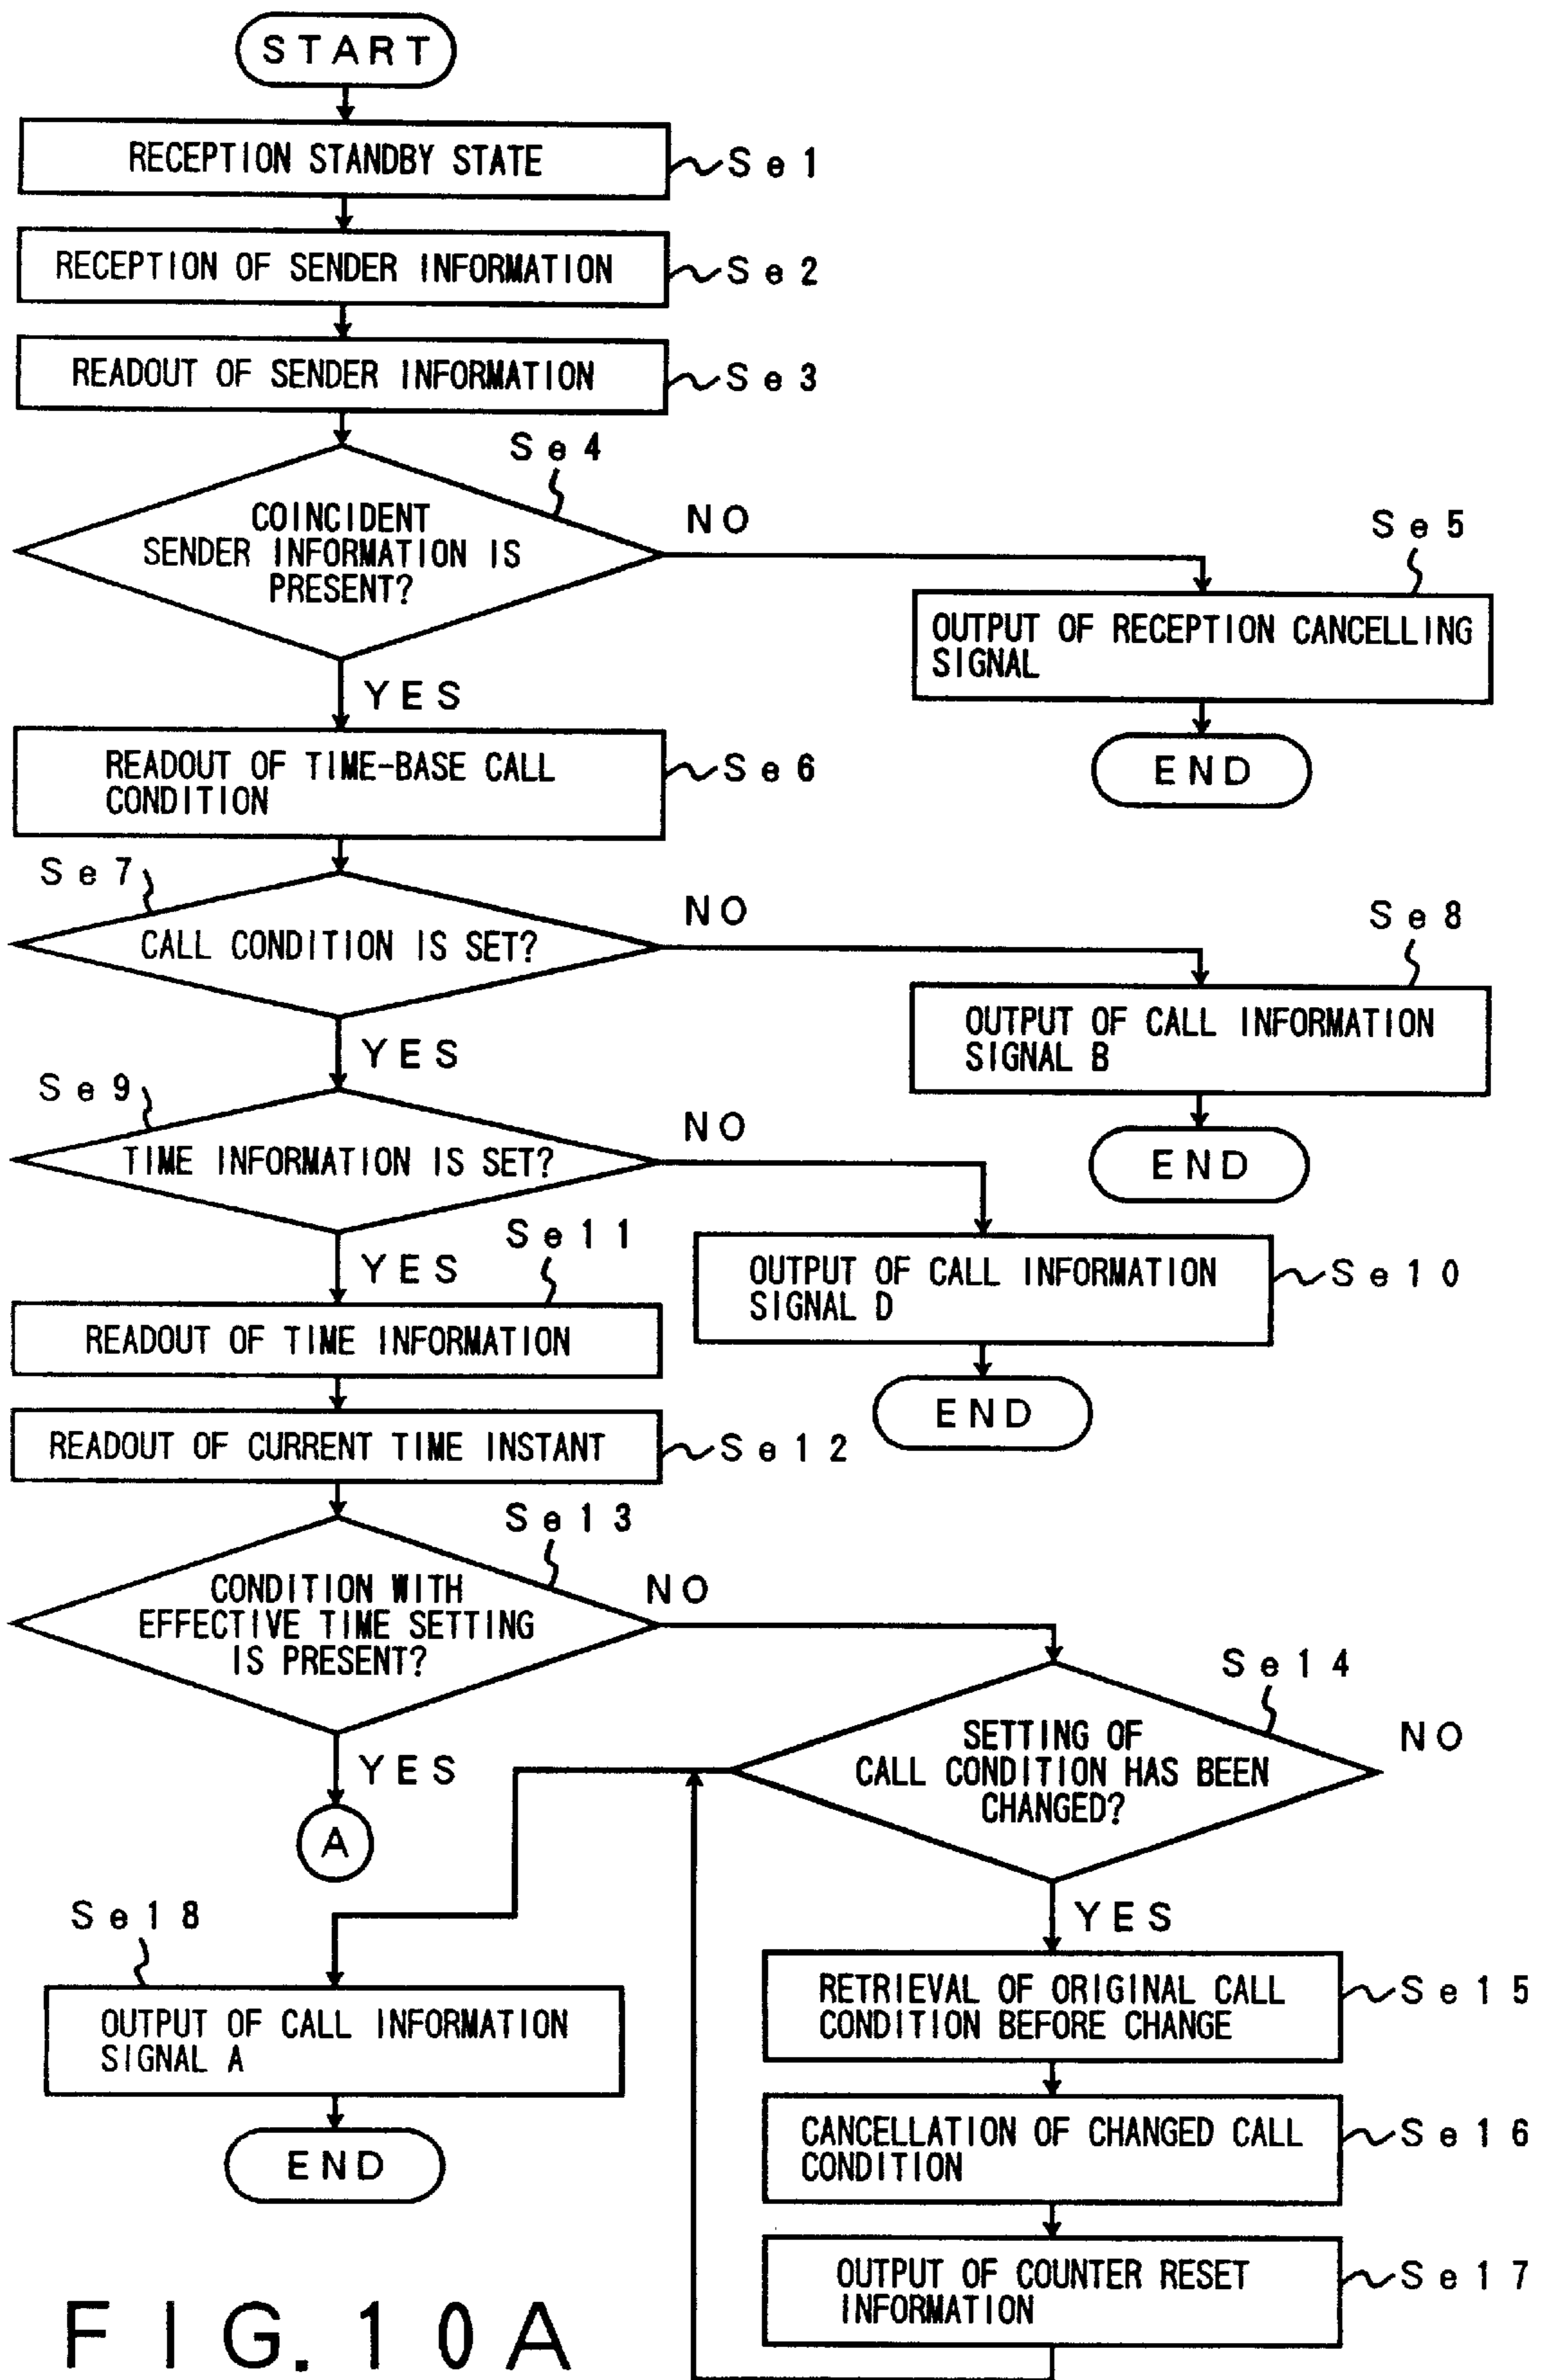 START
RECEPTION STANDBY STATE
Se1
RECEPTION OF SENDER INFORMATION
Se2
READOUT OF SENDER INFORMATION
Se3
Se4
COINCIDENT
SENDER INFORMATION IS
PRESENT?
NO
Se5
OUTPUT OF RECEPTION CANCELLING
SIGNAL
END
YES
READOUT OF TIME-BASE CALL
CONDITION
Se6
Se7
CALL CONDITION IS SET?
NO
Se8
OUTPUT OF CALL INFORMATION
SIGNAL B
END
YES
Se9
TIME INFORMATION IS SET?
NO
OUTPUT OF CALL INFORMATION
SIGNAL D
Se10
END
YES
Se11
READOUT OF TIME INFORMATION
READOUT OF CURRENT TIME INSTANT
Se12
Se13
CONDITION WITH
EFFECTIVE TIME SETTING
IS PRESENT?
NO
YES
A
Se14
SETTING OF
CALL CONDITION HAS BEEN
CHANGED?
NO
YES
RETRIEVAL OF ORIGINAL CALL
CONDITION BEFORE CHANGE
Se15
CANCELLATION OF CHANGED CALL
CONDITION
Se16
OUTPUT OF COUNTER RESET
INFORMATION
Se17
Se18
OUTPUT OF CALL INFORMATION
SIGNAL A
END
FIG. 10A